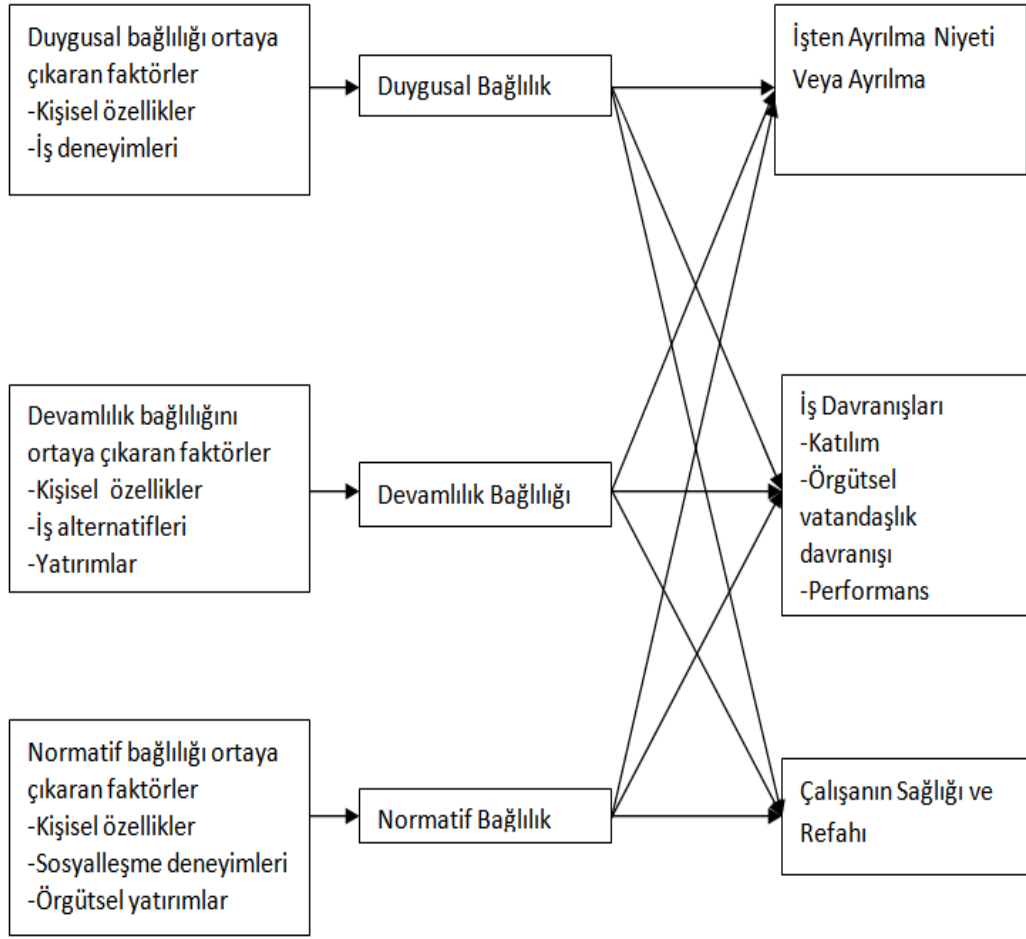 Duygusal bağlılığı ortaya
çıkaran faktörler
-Kişisel özellikler
-İş deneyimleri
Duygusal Bağlılık
İşten Ayrılma Niyeti
Veya Ayrılma
Devamlılık bağlılığını
ortaya çıkaran faktörler
-Kişisel özellikler
-İş alternatifleri
-Yatırımlar
Devamlılık Bağlılığı
İş Davranışları
-Katılım
-Örgütsel
vatandaşlık
davranışı
-Performans
Normatif bağlılığı ortaya
çıkaran faktörler
-Kişisel özellikler
-Sosyalleşme deneyimleri
-Örgütsel yatırımlar
Normatif Bağlılık
Çalışanın Sağlığı ve
Refahı